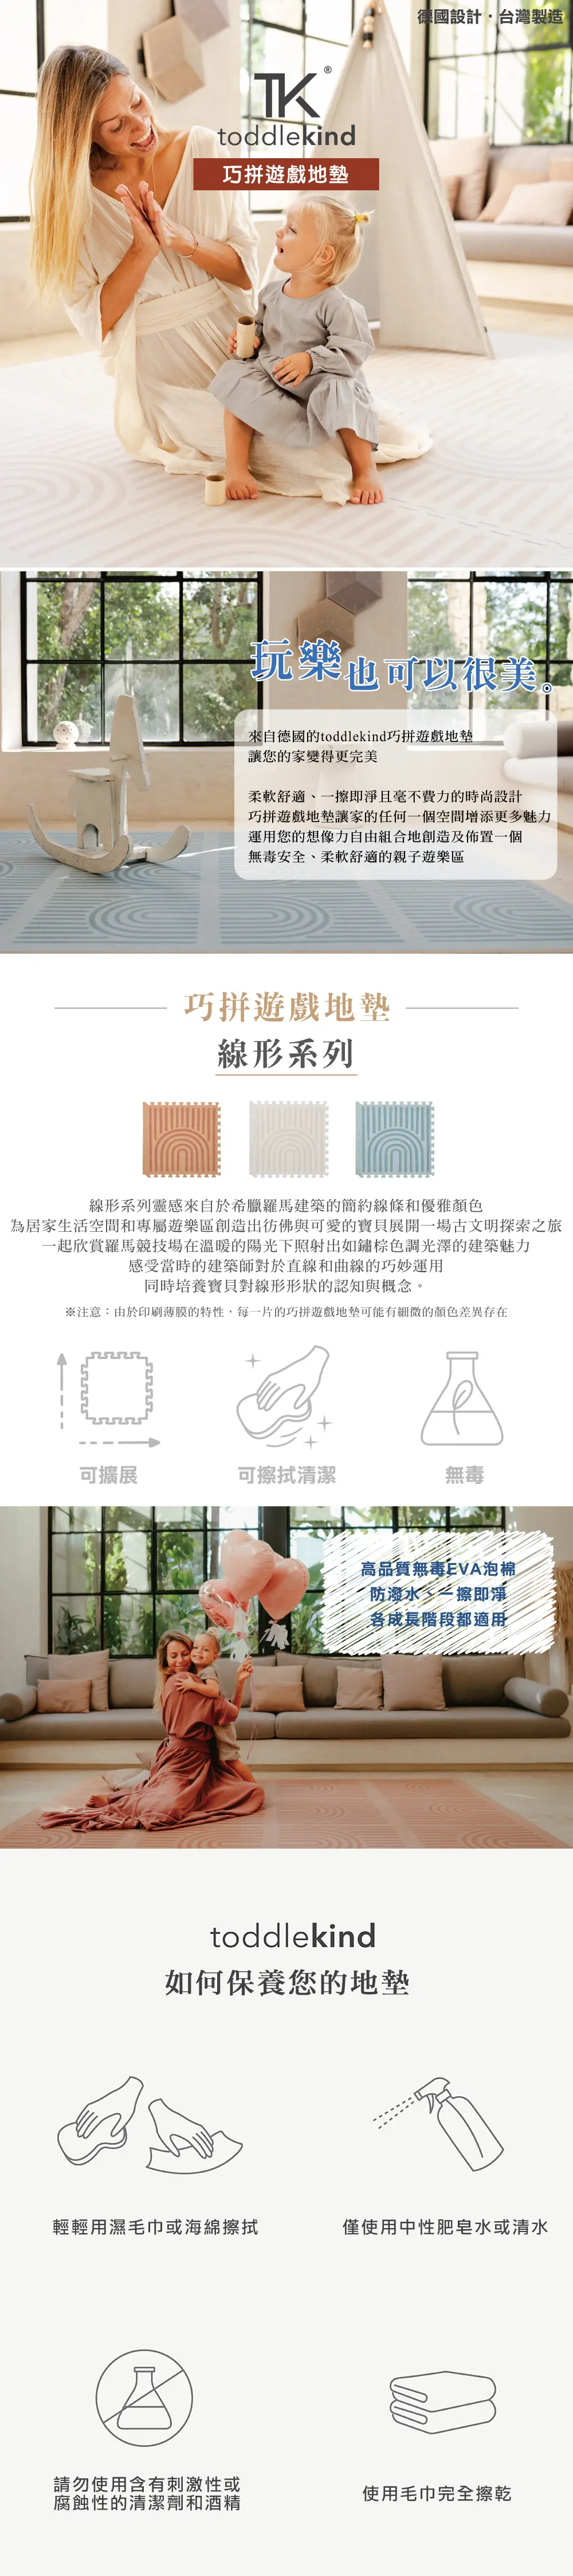 德國設計・台灣製造
TK®
toddlekind
巧拼遊戲地墊
玩樂也可以很美。
來自德國的toddlekind巧拼遊戲地墊
讓您的家變得更完美
柔軟舒適、一擦即淨且毫不費力的時尚設計
巧拼遊戲地墊讓家的任何一個空間增添更多魅力
運用您的想像力自由組合地創造及佈置一個
無毒安全、柔軟舒適的親子遊樂區
巧拼遊戲地墊
線形系列
線形系列靈感來自於希臘羅馬建築的簡約線條和優雅顏色
為居家生活空間和專屬遊樂區創造出彷彿與可愛的寶貝展開一場古文明探索之旅
一起欣賞羅馬競技場在溫暖的陽光下照射出如鏽棕色調光澤的建築魅力
感受當時的建築師對於直線和曲線的巧妙運用
同時培養寶貝對線形形狀的認知與概念。
※注意：由於印刷薄膜的特性，每一片的巧拼遊戲地墊可能有細微的顏色差異存在
可擴展
可擦拭清潔
無毒
高品質無毒EVA泡棉
防潑水、一擦即淨
各成長階段都適用
toddlekind
如何保養您的地墊
輕輕用濕毛巾或海綿擦拭
僅使用中性肥皂水或清水
請勿使用含有刺激性或
腐蝕性的清潔劑和酒精
使用毛巾完全擦乾